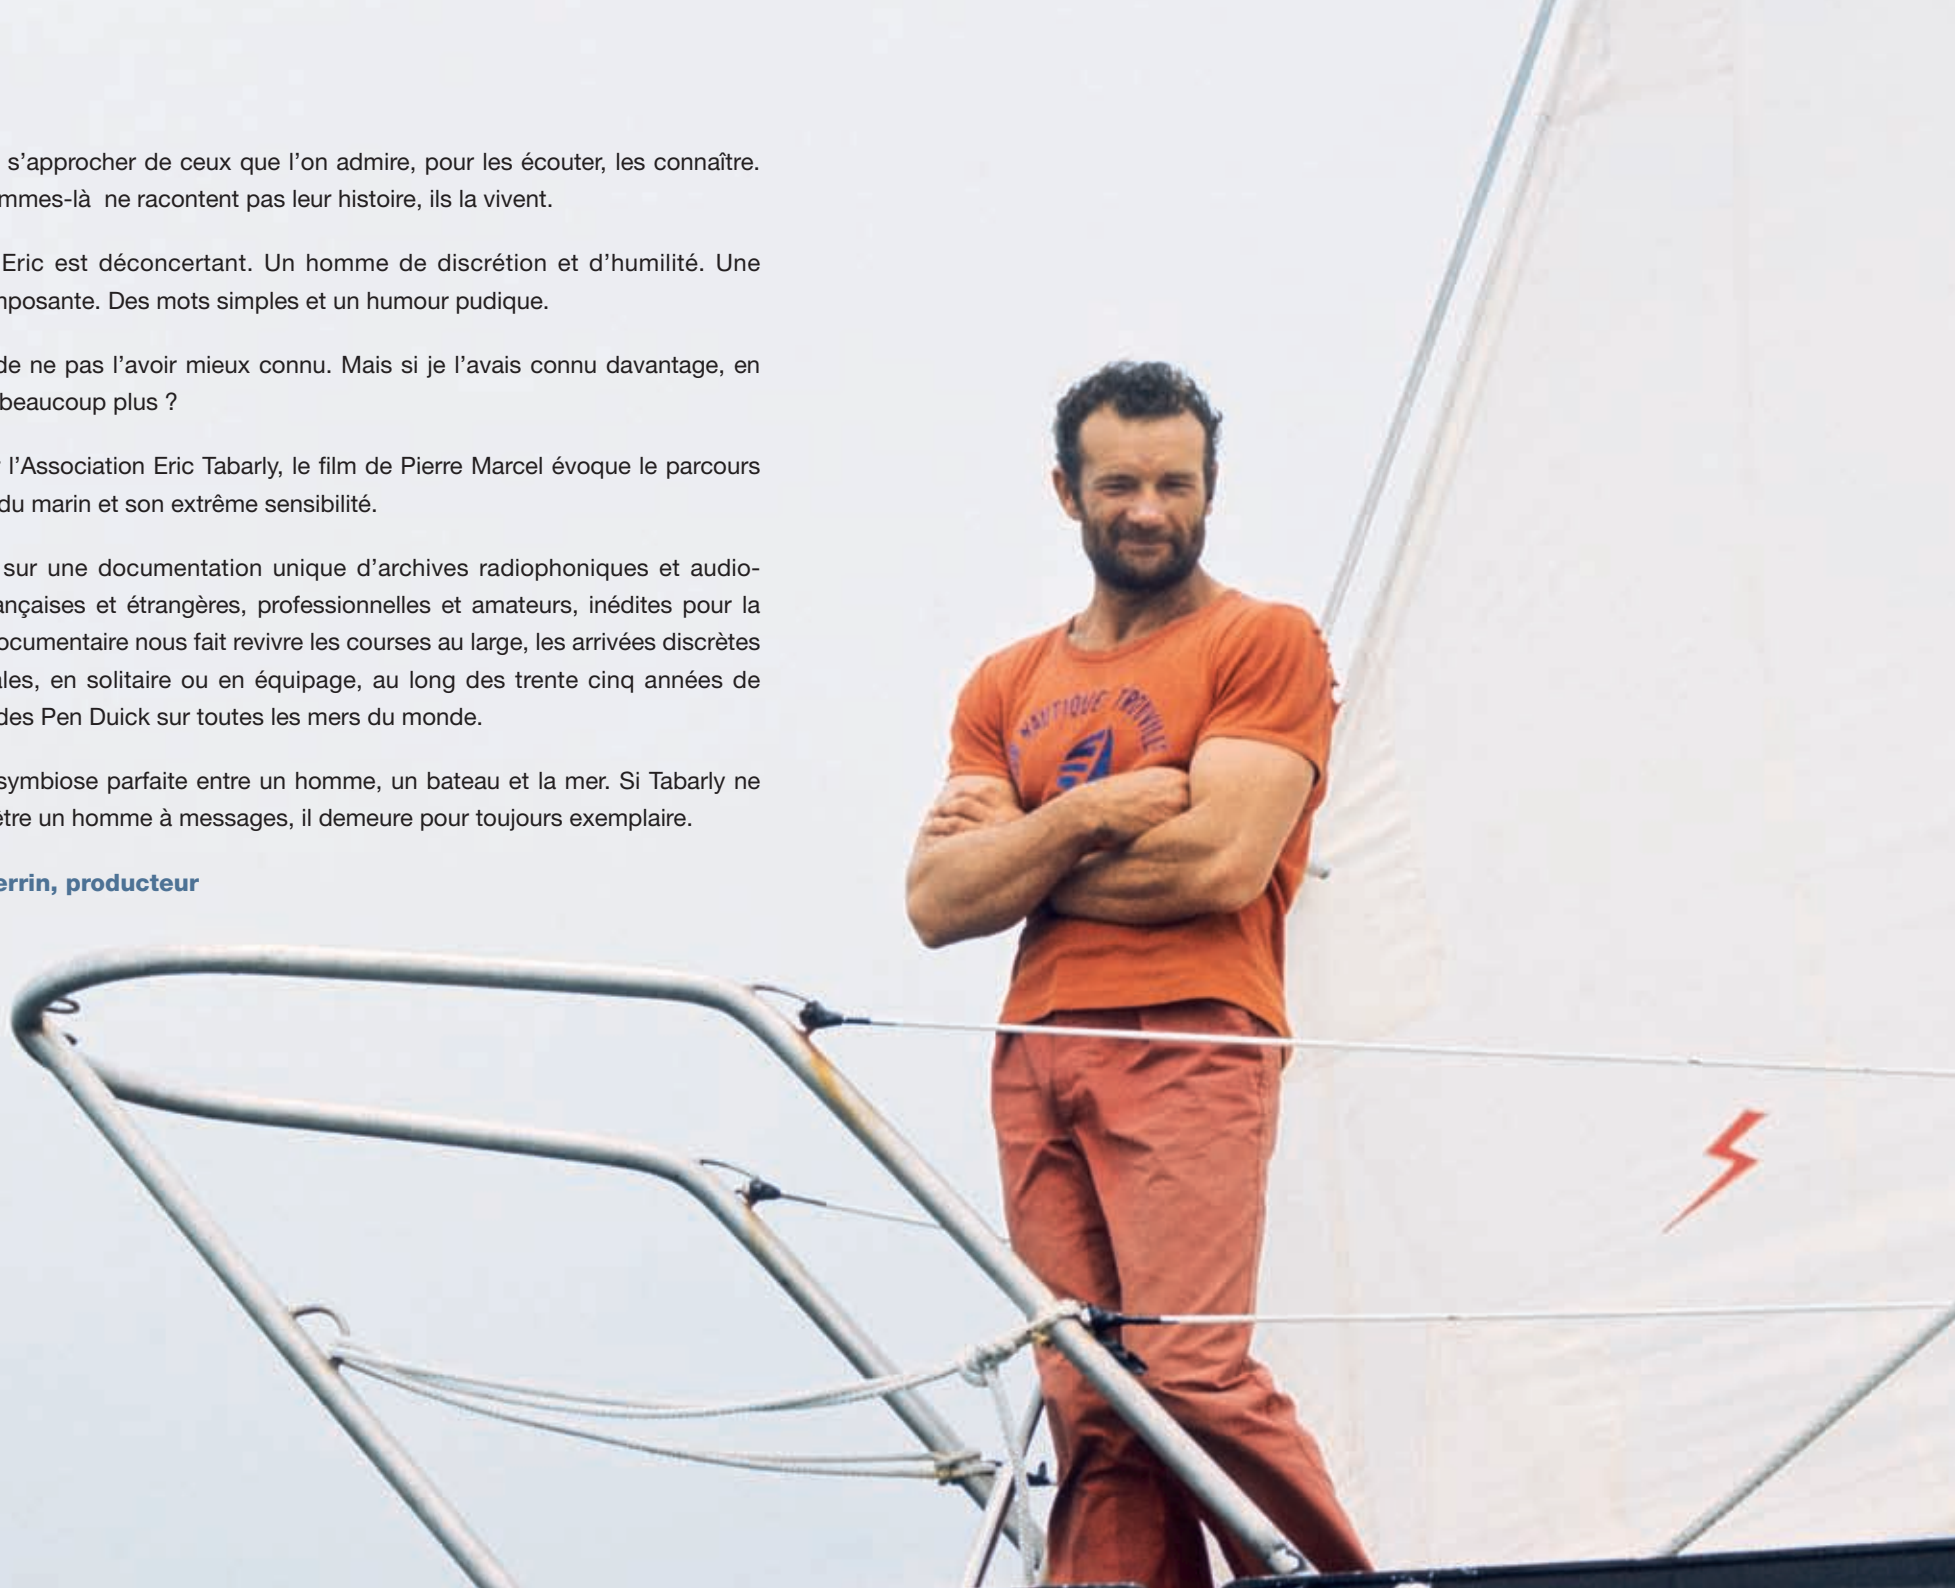 s’approcher de ceux que l’on admire, pour les écouter, les connaître.
mmes-là ne racontent pas leur histoire, ils la vivent.
Eric est déconcertant. Un homme de discrétion et d’humilité. Une
mposante. Des mots simples et un humour pudique.
de ne pas l’avoir mieux connu. Mais si je l’avais connu davantage, en
beaucoup plus ?
l’Association Eric Tabarly, le film de Pierre Marcel évoque le parcours
du marin et son extrême sensibilité.
sur une documentation unique d’archives radiophoniques et audio-
ançaises et étrangères, professionnelles et amateurs, inédites pour la
ocumentaire nous fait revivre les courses au large, les arrivées discrètes
ales, en solitaire ou en équipage, au long des trente cinq années de
des Pen Duick sur toutes les mers du monde.
symbiose parfaite entre un homme, un bateau et la mer. Si Tabarly ne
être un homme à messages, il demeure pour toujours exemplaire.
errin, producteur
NAUTIQUE